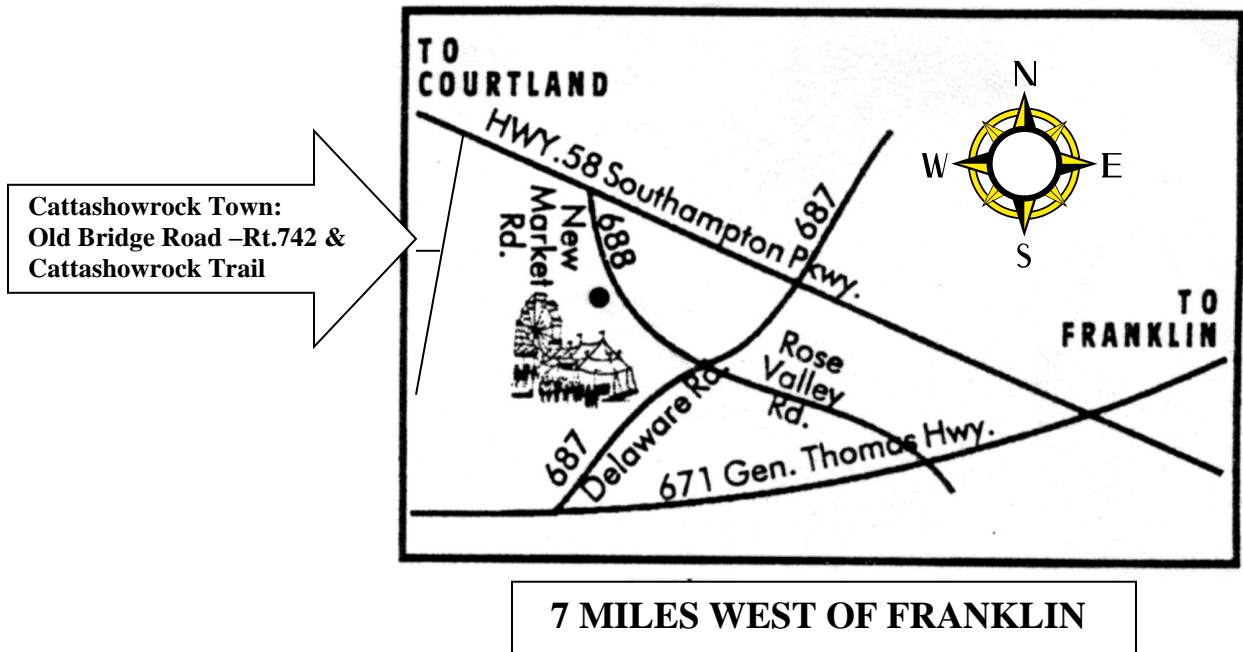 TO
COURTLAND
HWY.58 Southampton Pkwy.
N
W
E
S
Cattashowrock Town:
Old Bridge Road –Rt.742 &
Cattashowrock Trail
New
Market
Rd.
688
687
TO
FRANKLIN
Rose
Valley
Rd.
687
Delaware Rd.
671 Gen. Thomas Hwy.
7 MILES WEST OF FRANKLIN